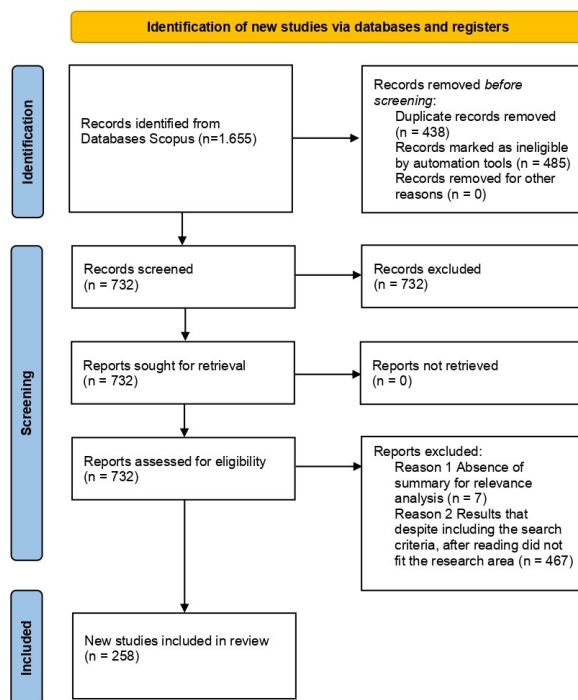 Identification of new studies via databases and registers
Identification
Records identified from
Databases Scopus (n=1.655)
Records removed before
screening:
Duplicate records removed
(n = 438)
Records marked as ineligible
by automation tools (n = 485)
Records removed for other
reasons (n = 0)
Screening
Records screened
(n = 732)
Records excluded
(n = 732)
Reports sought for retrieval
(n = 732)
Reports not retrieved
(n = 0)
Reports assessed for eligibility
(n = 732)
Reports excluded:
Reason 1 Absence of
summary for relevance
analysis (n = 7)
Reason 2 Results that
despite including the search
criteria, after reading did not
fit the research area (n = 467)
Included
New studies included in review
(n = 258)